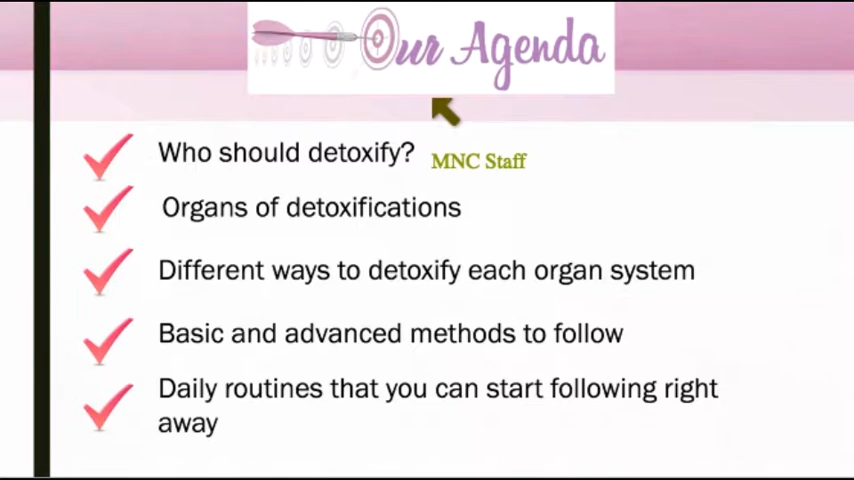 Our Agenda
Who should detoxify?
MNC Staff
Organs of detoxifications
Different ways to detoxify each organ system
Basic and advanced methods to follow
Daily routines that you can start following right
away